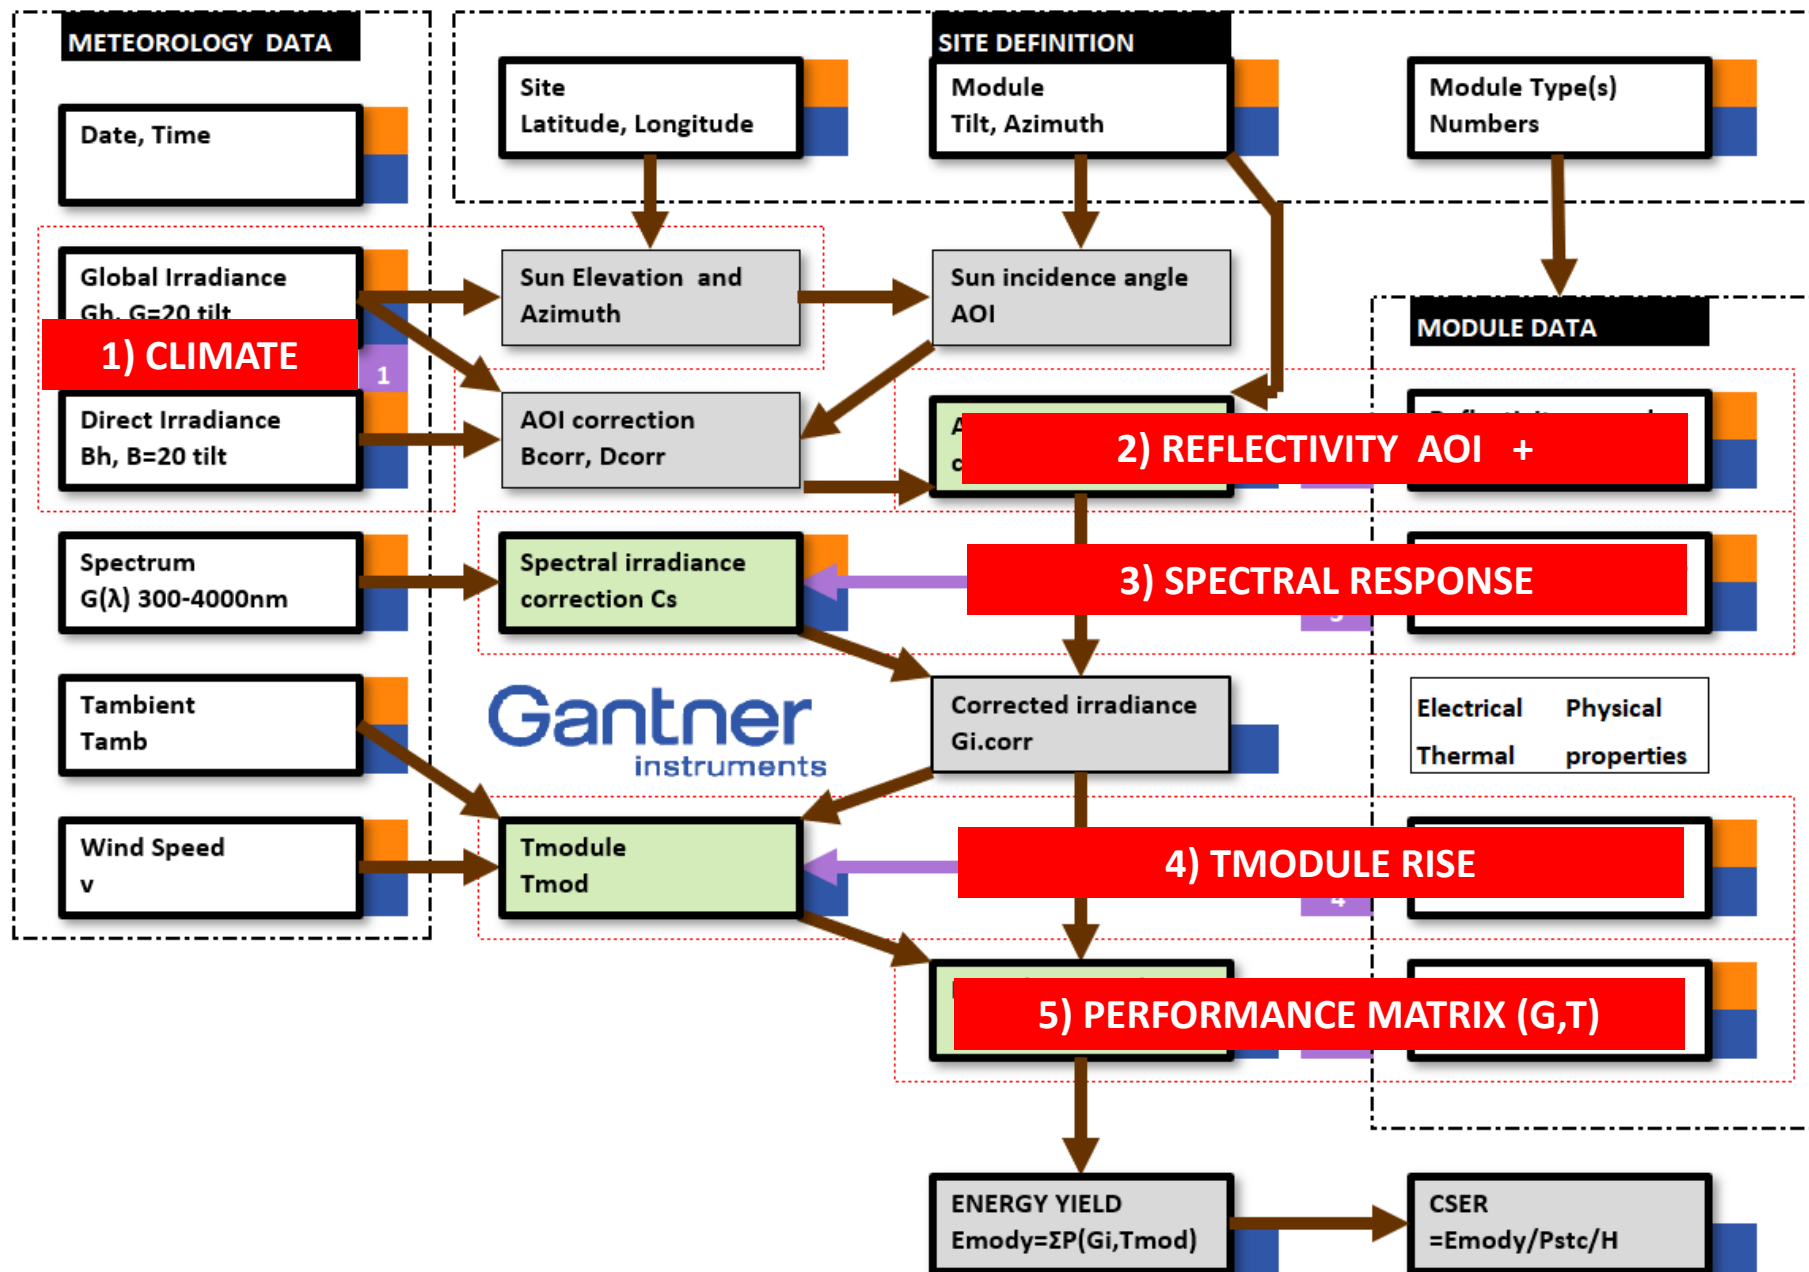 METEOROLOGY DATA
SITE DEFINITION
Date, Time
Site
Latitude, Longitude
Module
Tilt, Azimuth
Module Type(s)
Numbers
Global Irradiance
Gh, G=20 tilt
Sun Elevation and
Azimuth
Sun incidence angle
AOI
MODULE DATA
1) CLIMATE
1
Direct Irradiance
Bh, B=20 tilt
AOI correction
Bcorr, Dcorr
2) REFLECTIVITY AOI +
Spectrum
G(λ) 300-4000nm
Spectral irradiance
correction Cs
3) SPECTRAL RESPONSE
Tambient
Tamb
Gantner
instruments
Corrected irradiance
Gi.corr
Electrical Physical
Thermal properties
Wind Speed
v
Tmodule
Tmod
4) TMODULE RISE
4
5) PERFORMANCE MATRIX (G,T)
ENERGY YIELD
Emody=ΣP(Gi,Tmod)
CSER
=Emody/Pstc/H